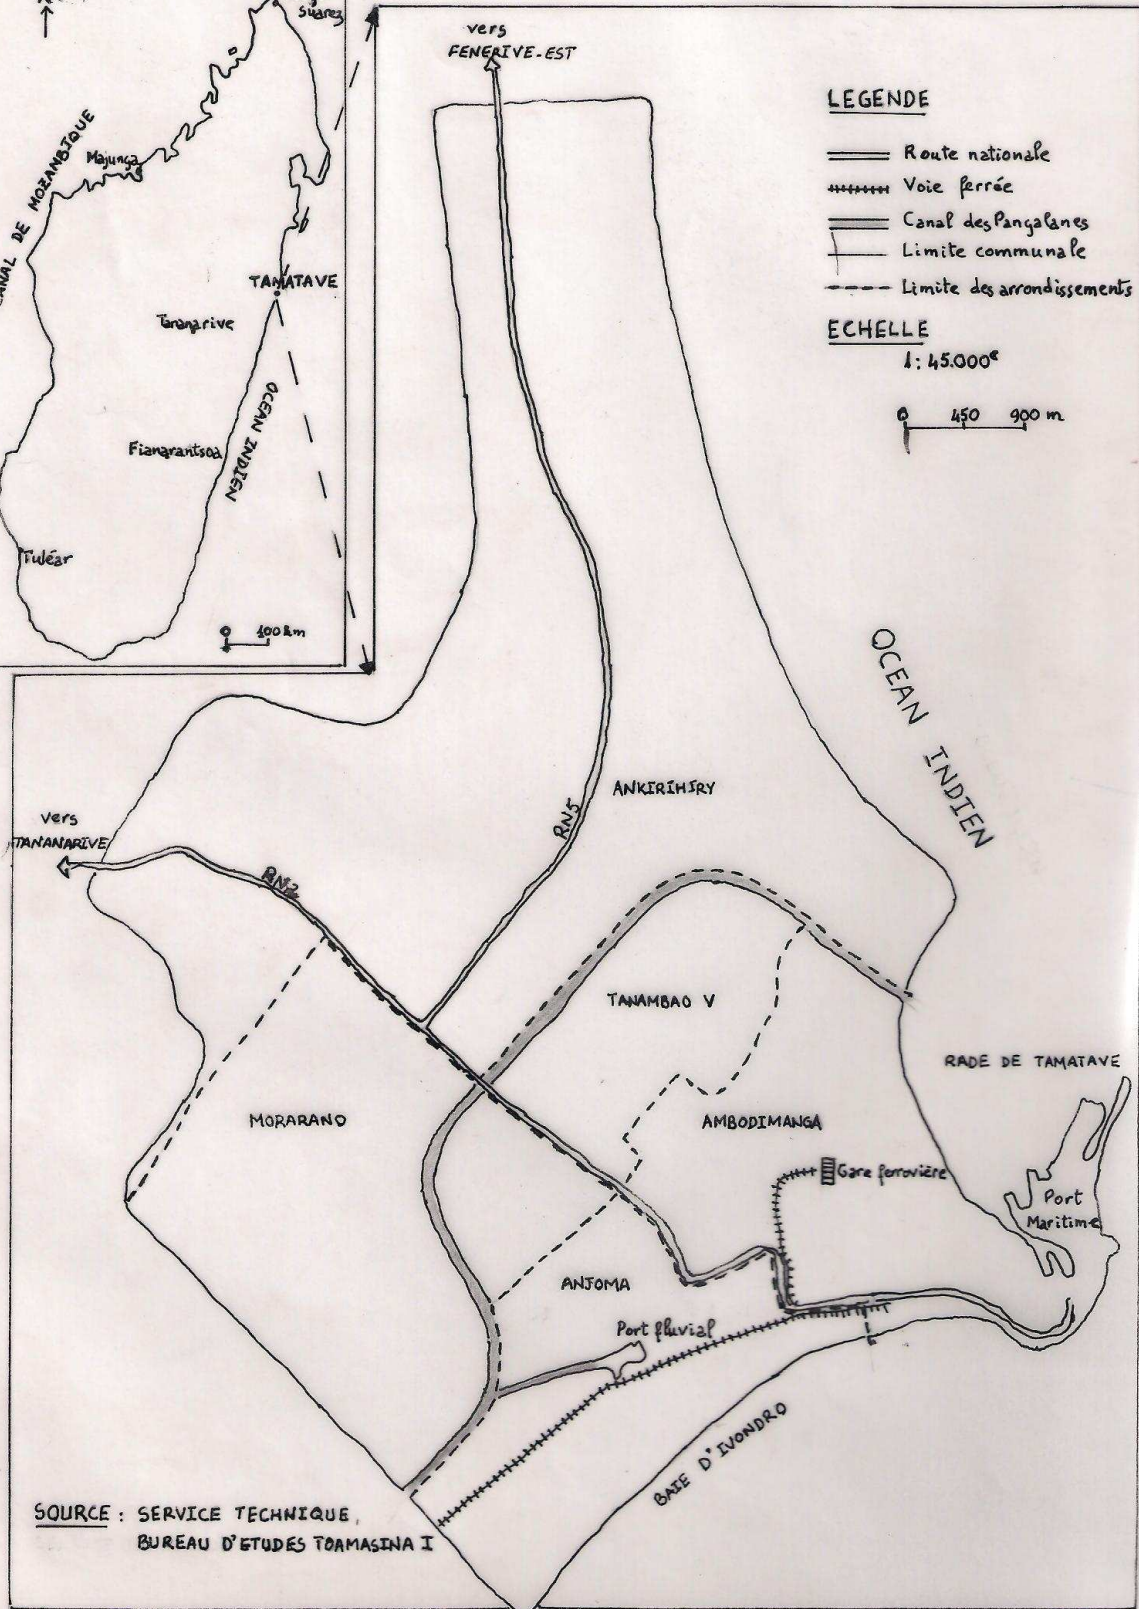 Suarez
CANAL DE MOZANBIQUE
Majunga
TAMATAVE
Tananarive
OCEAN INDIEN
Fianarantsoa
Tuléar
0 100 km
vers
FENERIVE-EST
LEGENDE
Route nationale
Voie ferrée
Canal des Pangalanes
Limite communale
Limite des arrondissements
ECHELLE
1:45.000e
0 450 900 m
OCEAN INDIEN
ANKIRIHIRY
RN5
vers
TANANARIVE
RN2
TANAMBAO V
RADE DE TAMATAVE
MORARANO
AMBODIMANGA
Gare ferrovière
Port
Maritime
ANJOMA
Port fluvial
BAIE D'IVONDRO
SOURCE : SERVICE TECHNIQUE,
BUREAU D'ETUDES TOAMASINA I